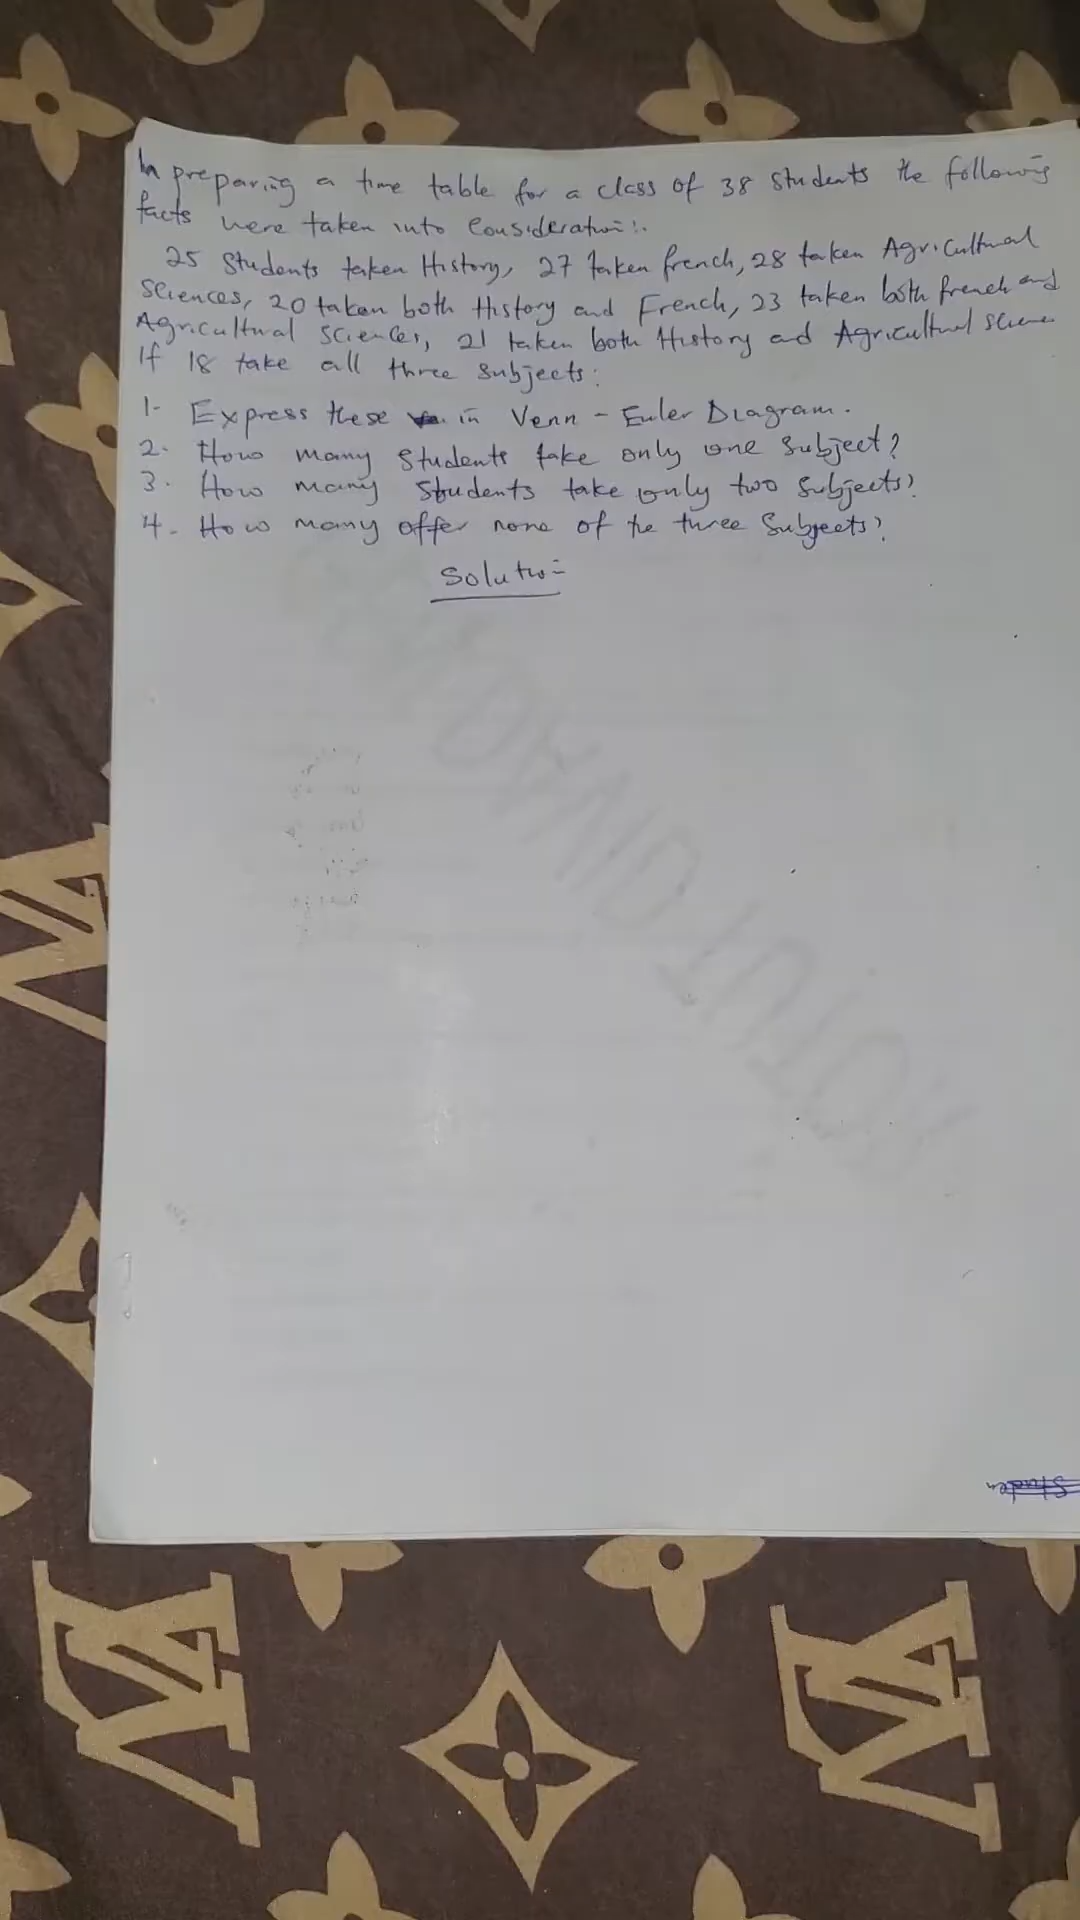 In preparing a time table for a class of 38 students the following
facts were taken into Consideration:.
25 Students taken History, 27 taken french, 28 taken Agricultural
Sciences, 20 taken both History and French, 23 taken both french and
Agricultural Sciences, 21 taken both History and Agricultural Science
If 18 take all three subjects:
1- Express these in Venn - Euler Diagram.
2. How many students take only one subject?
3. How many students take only two subjects?
4. How many offer none of the three Subjects?
Solution